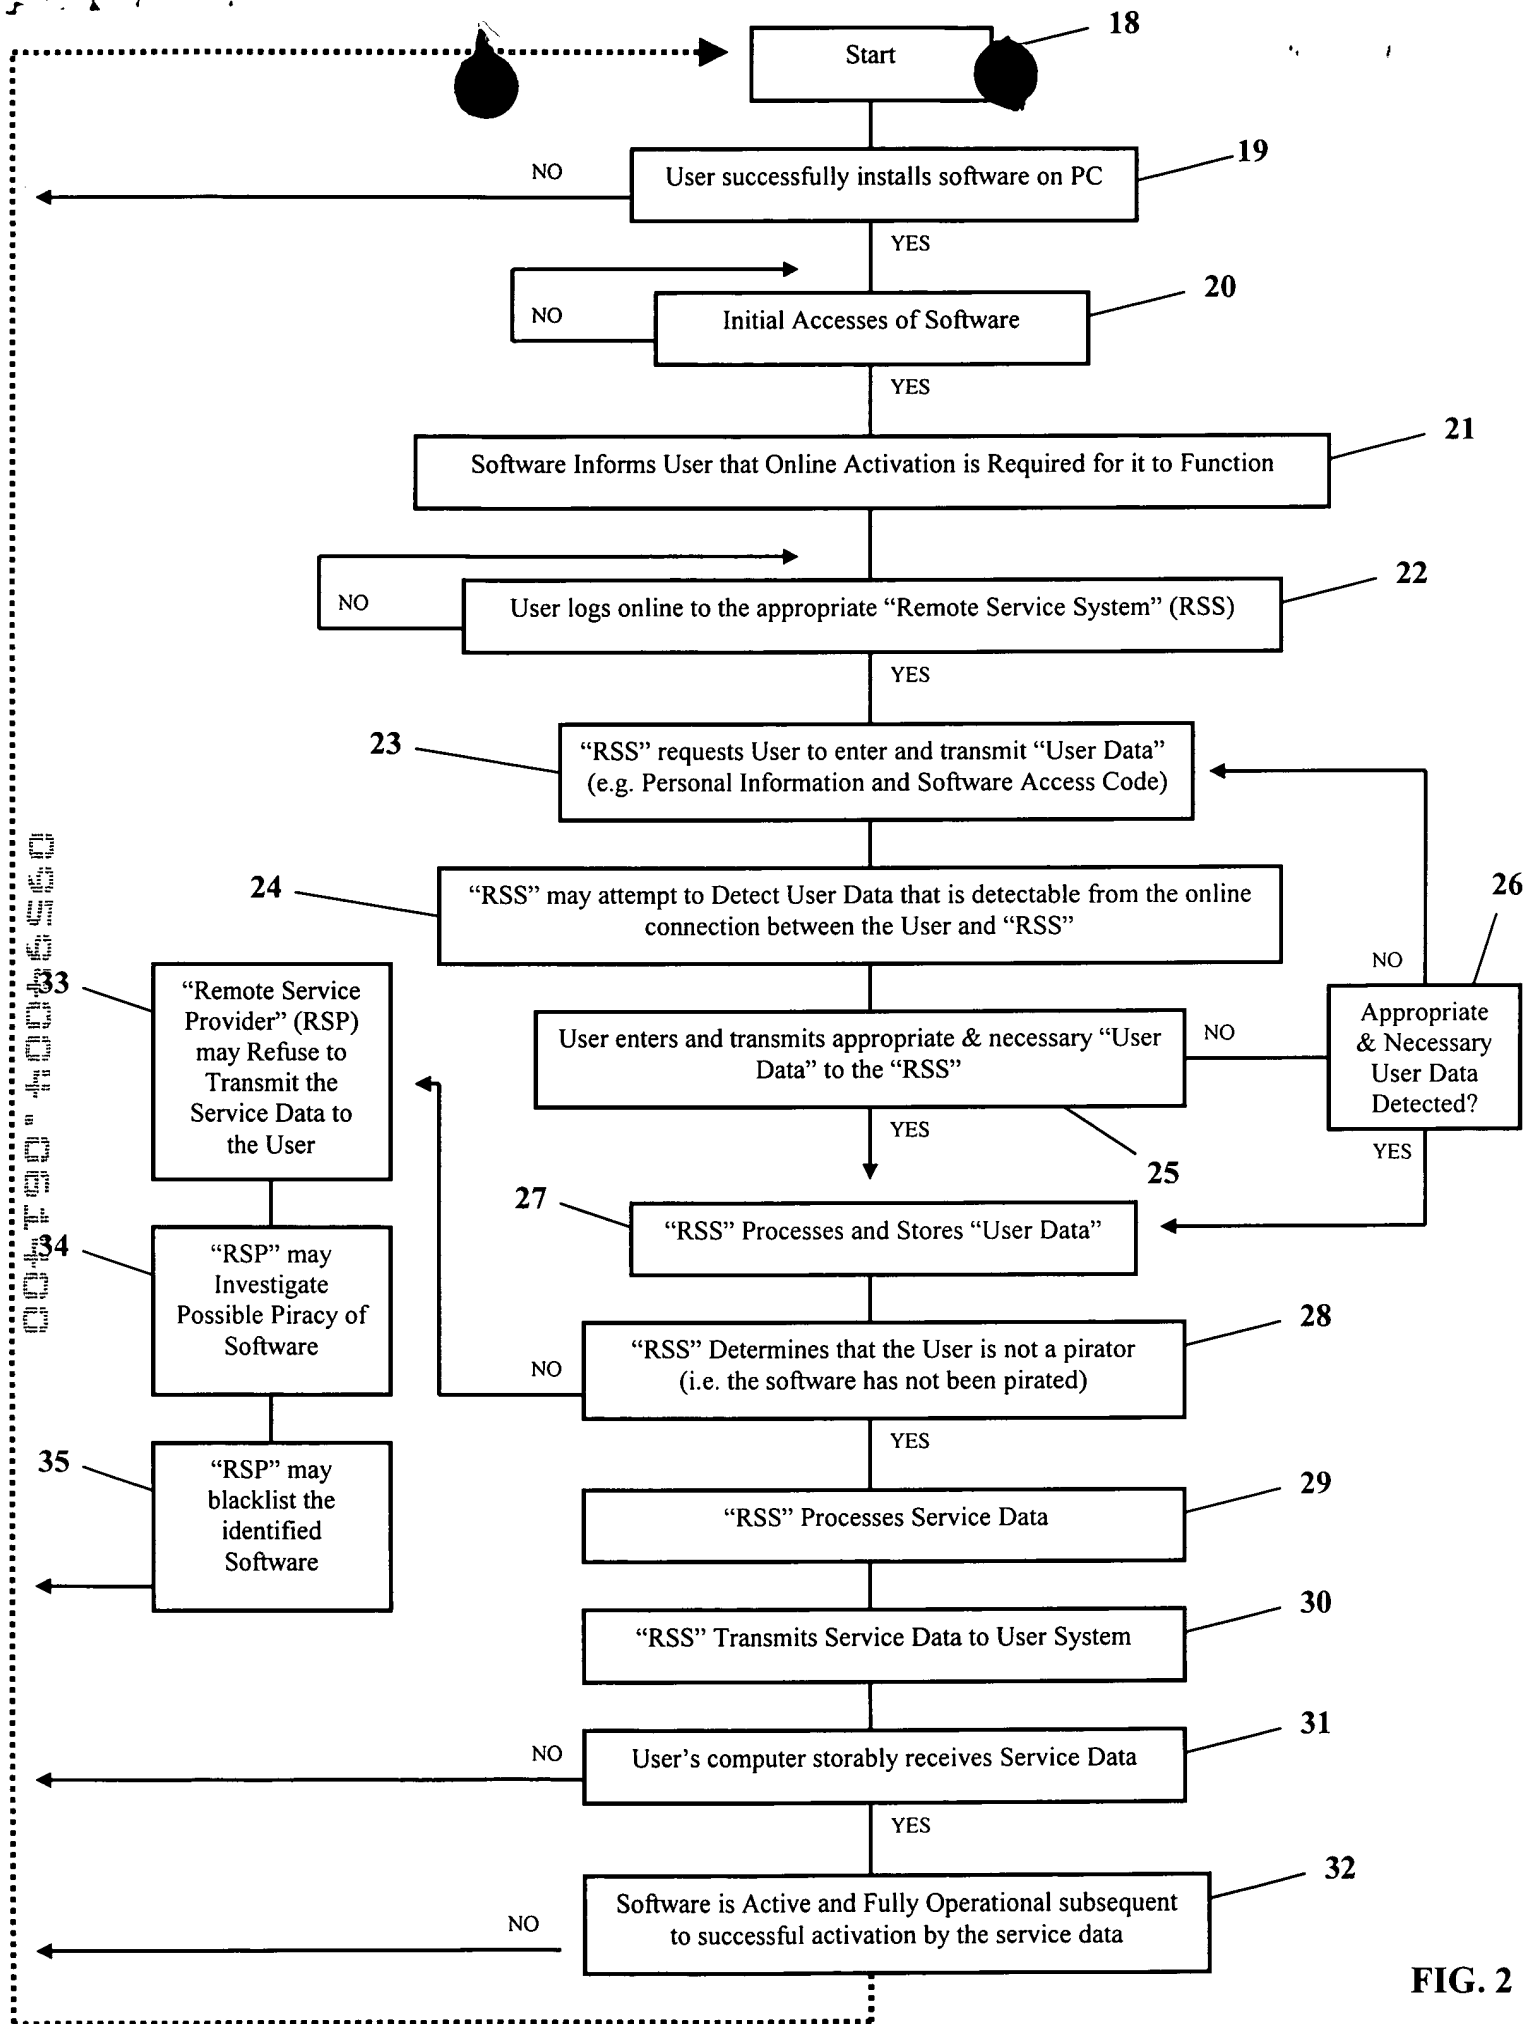 18
Start
19
NO
User successfully installs software on PC
YES
20
NO
Initial Accesses of Software
YES
21
Software Informs User that Online Activation is Required for it to Function
22
NO
User logs online to the appropriate “Remote Service System” (RSS)
YES
23
“RSS” requests User to enter and transmit “User Data”
(e.g. Personal Information and Software Access Code)
24
“RSS” may attempt to Detect User Data that is detectable from the online
connection between the User and “RSS”
26
NO
Appropriate
& Necessary
User Data
Detected?
YES
User enters and transmits appropriate & necessary “User
Data” to the “RSS”
NO
YES
25
33
“Remote Service
Provider” (RSP)
may Refuse to
Transmit the
Service Data to
the User
27
“RSS” Processes and Stores “User Data”
34
“RSP” may
Investigate
Possible Piracy of
Software
28
“RSS” Determines that the User is not a pirator
(i.e. the software has not been pirated)
NO
YES
35
“RSP” may
blacklist the
identified
Software
29
“RSS” Processes Service Data
30
“RSS” Transmits Service Data to User System
31
NO
User's computer storably receives Service Data
YES
32
Software is Active and Fully Operational subsequent
to successful activation by the service data
NO
FIG. 2
09594004.061400